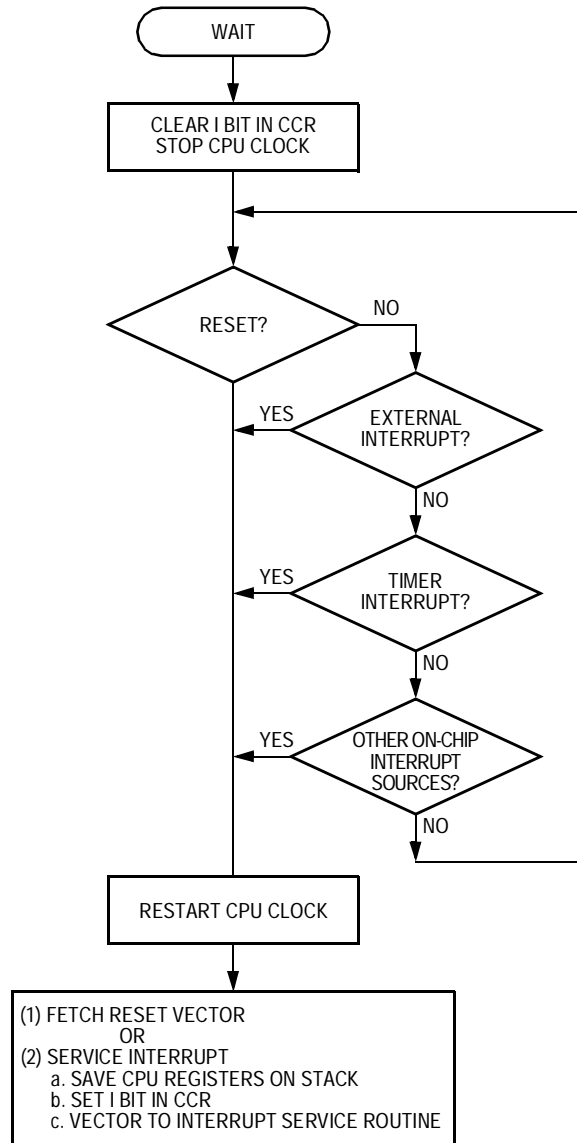 WAIT
CLEAR I BIT IN CCR
STOP CPU CLOCK
RESET?
NO
YES
EXTERNAL
INTERRUPT?
NO
YES
TIMER
INTERRUPT?
NO
YES
OTHER ON-CHIP
INTERRUPT
SOURCES?
NO
RESTART CPU CLOCK
(1) FETCH RESET VECTOR
OR
(2) SERVICE INTERRUPT
a. SAVE CPU REGISTERS ON STACK
b. SET I BIT IN CCR
c. VECTOR TO INTERRUPT SERVICE ROUTINE